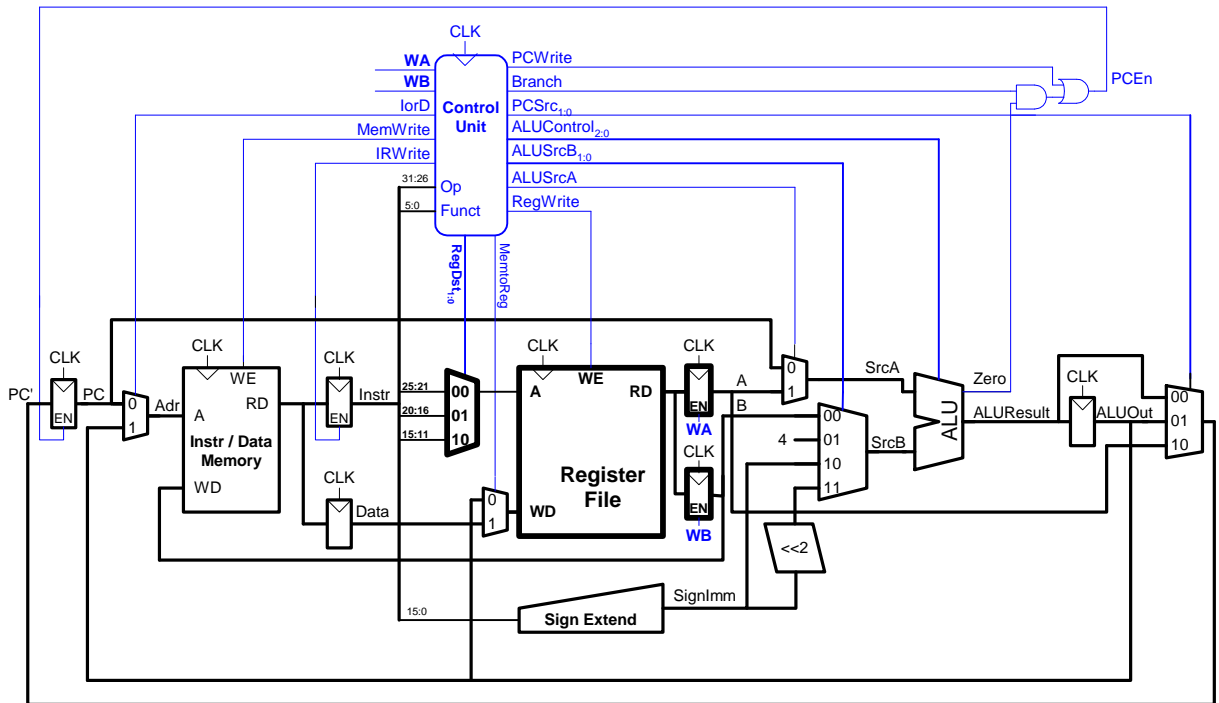 CLK
WA
PCWrite
WB
Branch
PCEn
IorD
Control
Unit
PCSrc1:0
MemWrite
ALUControl2:0
IRWrite
ALUSrcB1:0
31:26
Op
ALUSrcA
5:0
Funct
RegWrite
RegDst1:0
MemtoReg
CLK
CLK
CLK
CLK
CLK
PC'
EN
PC
0
1
Adr
WE
A
RD
Instr / Data
Memory
WD
EN
Instr
25:21
20:16
15:11
00
01
10
A
WE
RD
Register
File
WD
EN
WA
A
B
0
1
SrcA
00
4
01
10
11
SrcB
ALU
Zero
ALUResult
CLK
ALUOut
00
01
10
CLK
Data
0
1
CLK
EN
WB
<<2
15:0
Sign Extend
SignImm